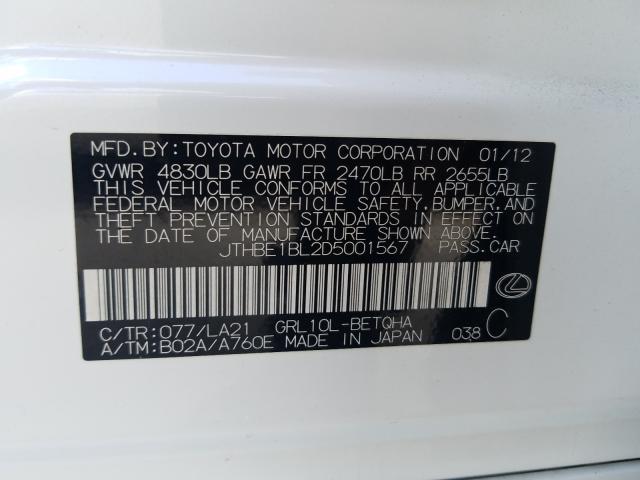 MFD.BY:TOYOTA MOTOR CORPORATION 01/12
GVWR 4830LB GAWR FR 2470LB RR 2655LB
THIS VEHICLE CONFORMS TO ALL APPLICABLE
FEDERAL MOTOR VEHICLE SAFETY,BUMPER,AND
THEFT PREVENTION STANDARDS IN EFFECT ON
THE DATE OF MANUFACTURE SHOWN ABOVE.
JTHBE1BL2D5001567 PASS.CAR
C/TR:077/LA21 GRL10L-BETQHA
A/TM:B02A/A760E MADE IN JAPAN 038 C